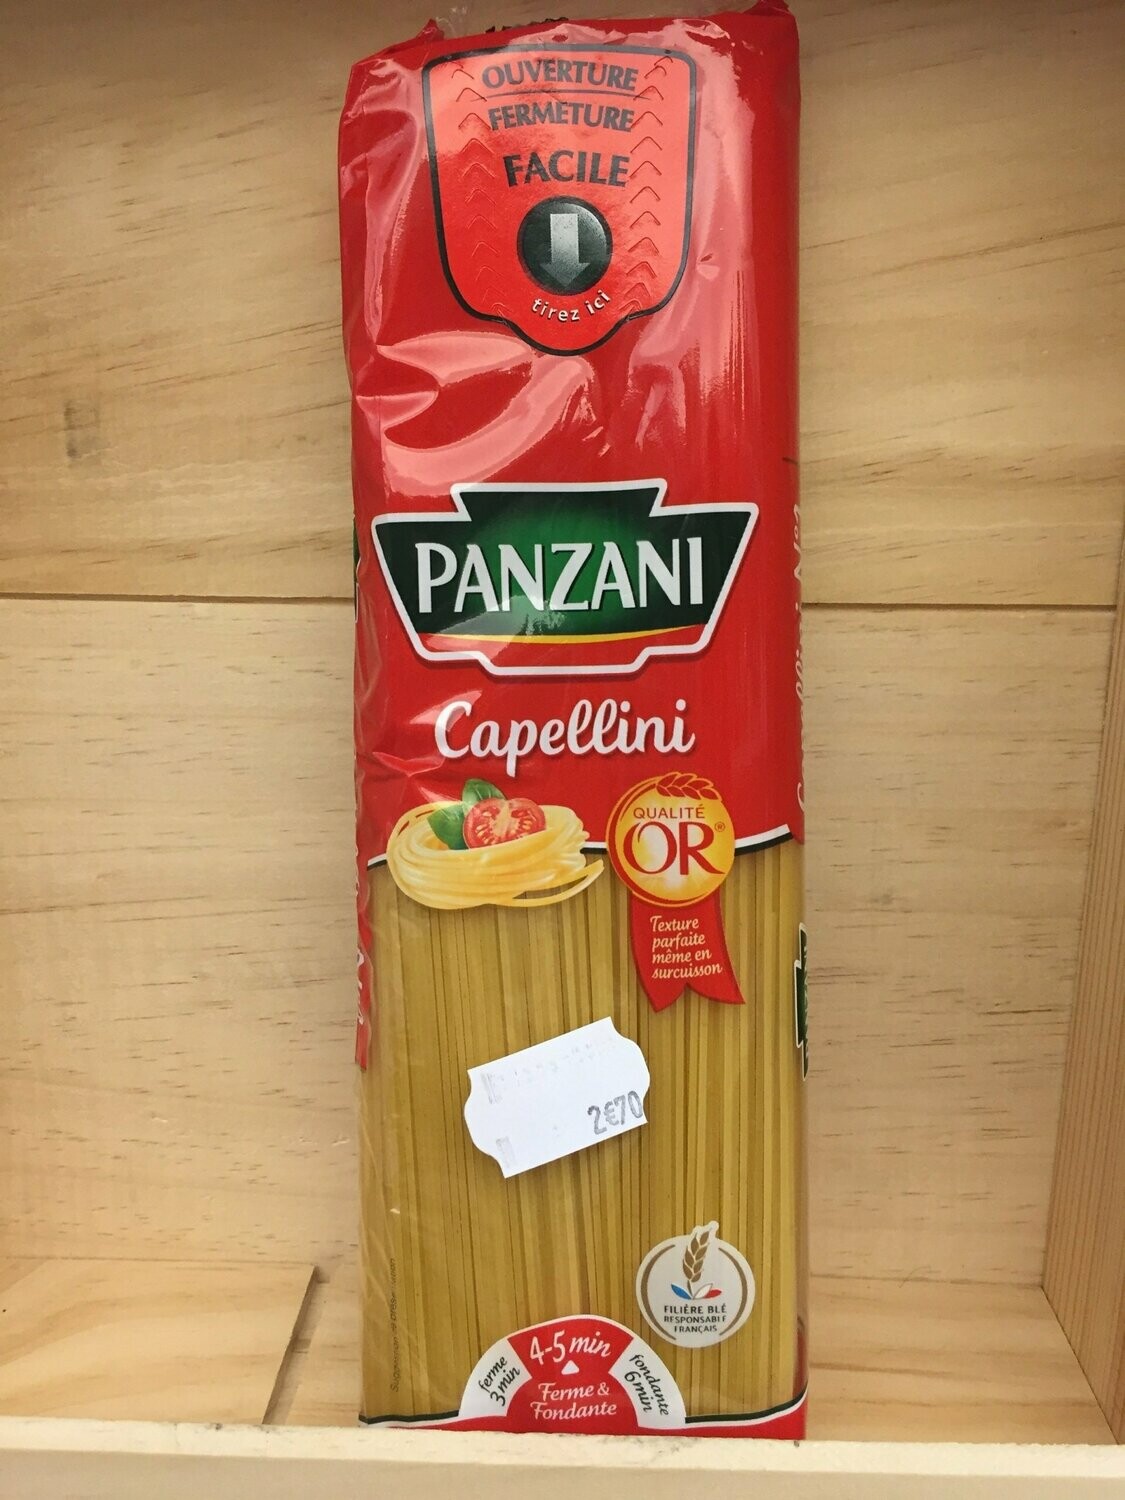 OUVERTURE
FERMETURE
FACILE
tirez ici
PANZANI
Capellini
QUALITÉ
OR®
Texture
parfaite
même en
surcuisson
2€70
FILIÈRE BLÉ
RESPONSABLE
FRANÇAIS
ferme
3 min
4-5 min
Ferme &
Fondante
fondante
6 min